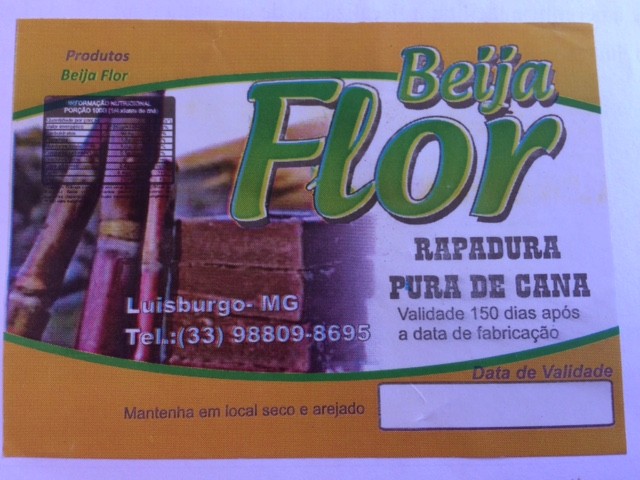 Produtos
Beija Flor
INFORMAÇÃO NUTRICIONAL
Beija
Flor
RAPADURA
PURA DE CANA
Validade 150 dias após
a data de fabricação
Luisburgo- MG
Tel.:(33) 98809-8695
Data de Validade
Mantenha em local seco e arejado